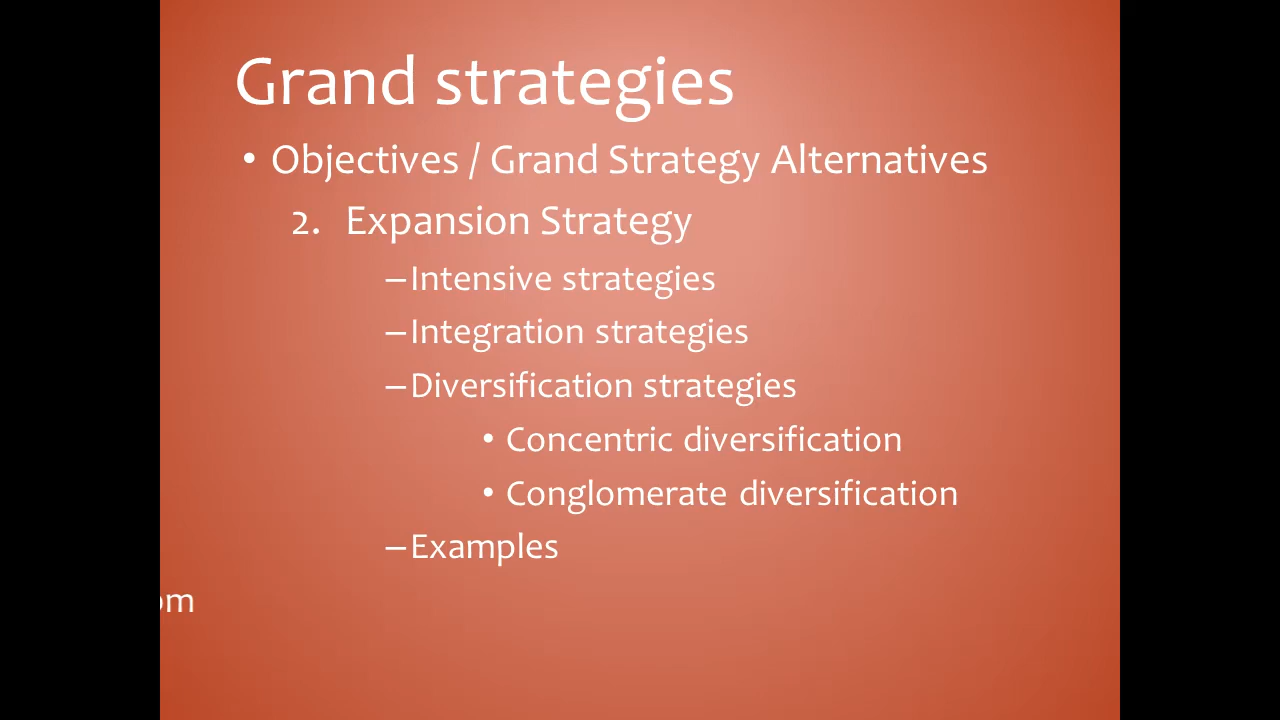 Grand strategies
• Objectives / Grand Strategy Alternatives
2. Expansion Strategy
–Intensive strategies
–Integration strategies
–Diversification strategies
• Concentric diversification
• Conglomerate diversification
–Examples
om